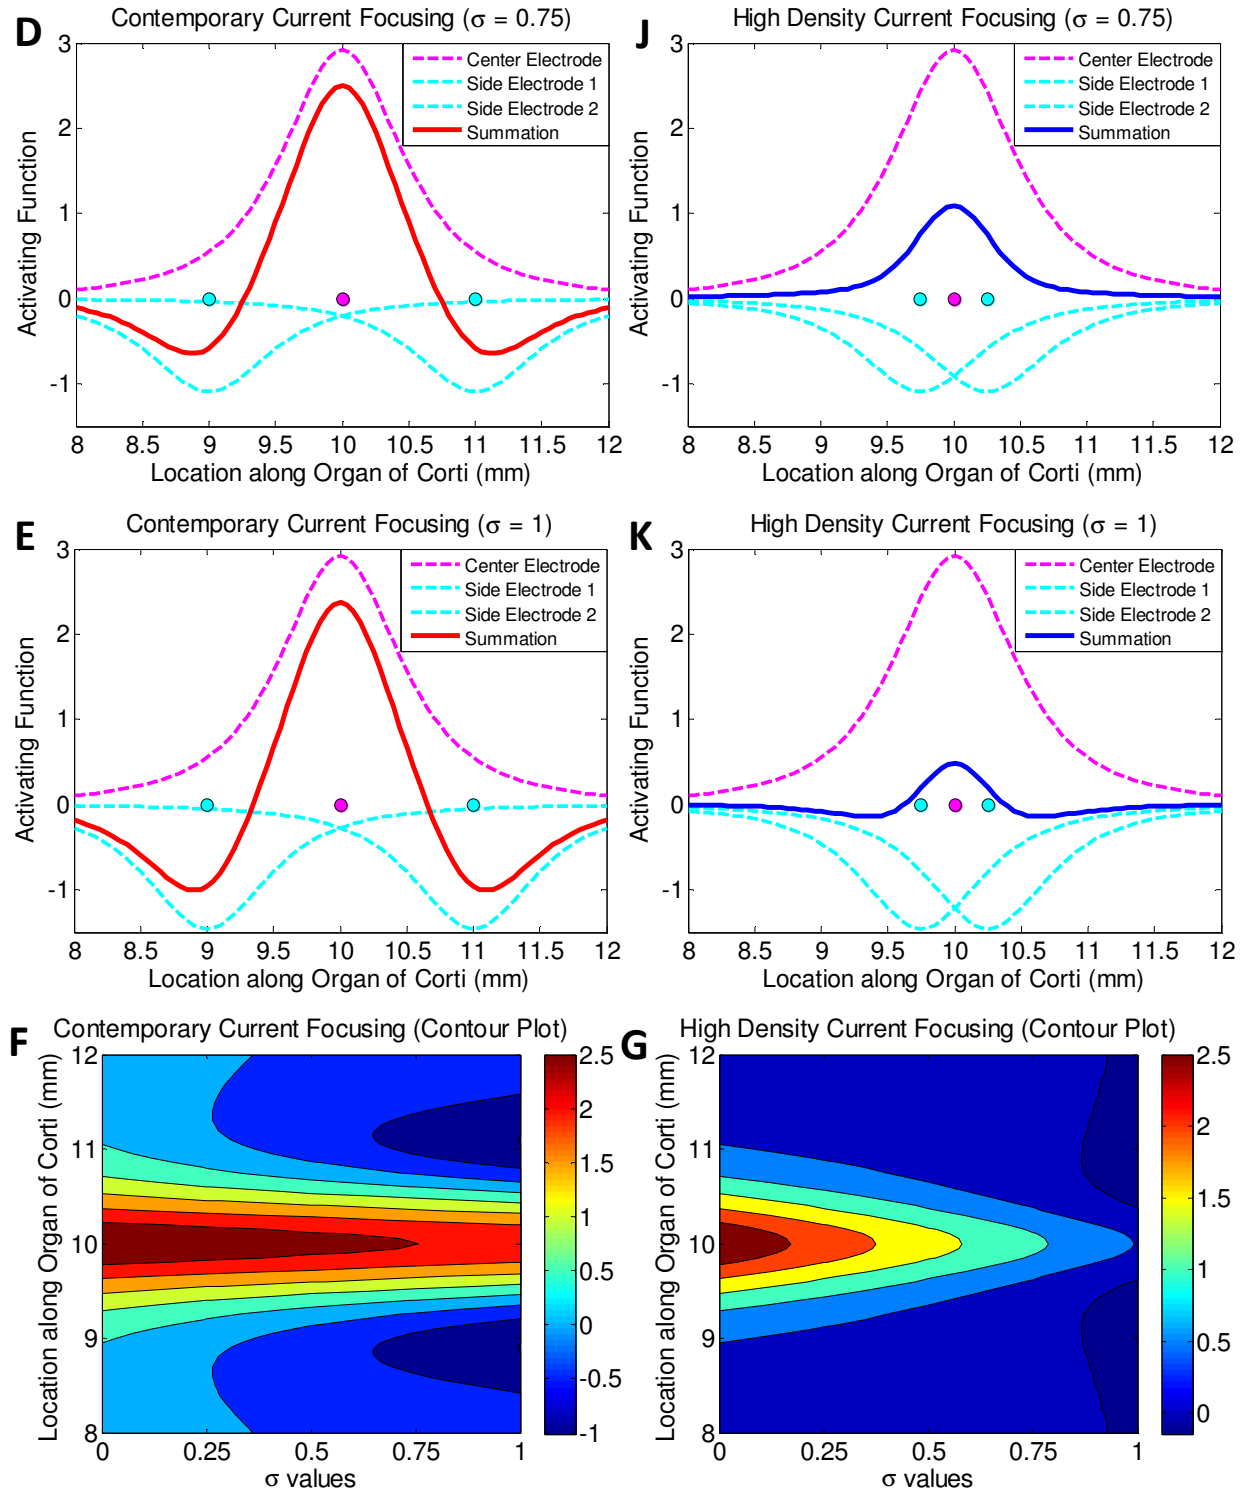 D
Contemporary Current Focusing (σ = 0.75)
Activating Function
3
2
1
0
-1
Center Electrode
Side Electrode 1
Side Electrode 2
Summation
8 8.5 9 9.5 10 10.5 11 11.5 12
Location along Organ of Corti (mm)
J
High Density Current Focusing (σ = 0.75)
Activating Function
3
2
1
0
-1
Center Electrode
Side Electrode 1
Side Electrode 2
Summation
8 8.5 9 9.5 10 10.5 11 11.5 12
Location along Organ of Corti (mm)
E
Contemporary Current Focusing (σ = 1)
Activating Function
3
2
1
0
-1
Center Electrode
Side Electrode 1
Side Electrode 2
Summation
8 8.5 9 9.5 10 10.5 11 11.5 12
Location along Organ of Corti (mm)
K
High Density Current Focusing (σ = 1)
Activating Function
3
2
1
0
-1
Center Electrode
Side Electrode 1
Side Electrode 2
Summation
8 8.5 9 9.5 10 10.5 11 11.5 12
Location along Organ of Corti (mm)
F
Contemporary Current Focusing (Contour Plot)
Location along Organ of Corti (mm)
12
11
10
9
8
0 0.25 0.5 0.75 1
σ values
2.5
2
1.5
1
0.5
0
-0.5
-1
G
High Density Current Focusing (Contour Plot)
Location along Organ of Corti (mm)
12
11
10
9
8
0 0.25 0.5 0.75 1
σ values
2.5
2
1.5
1
0.5
0